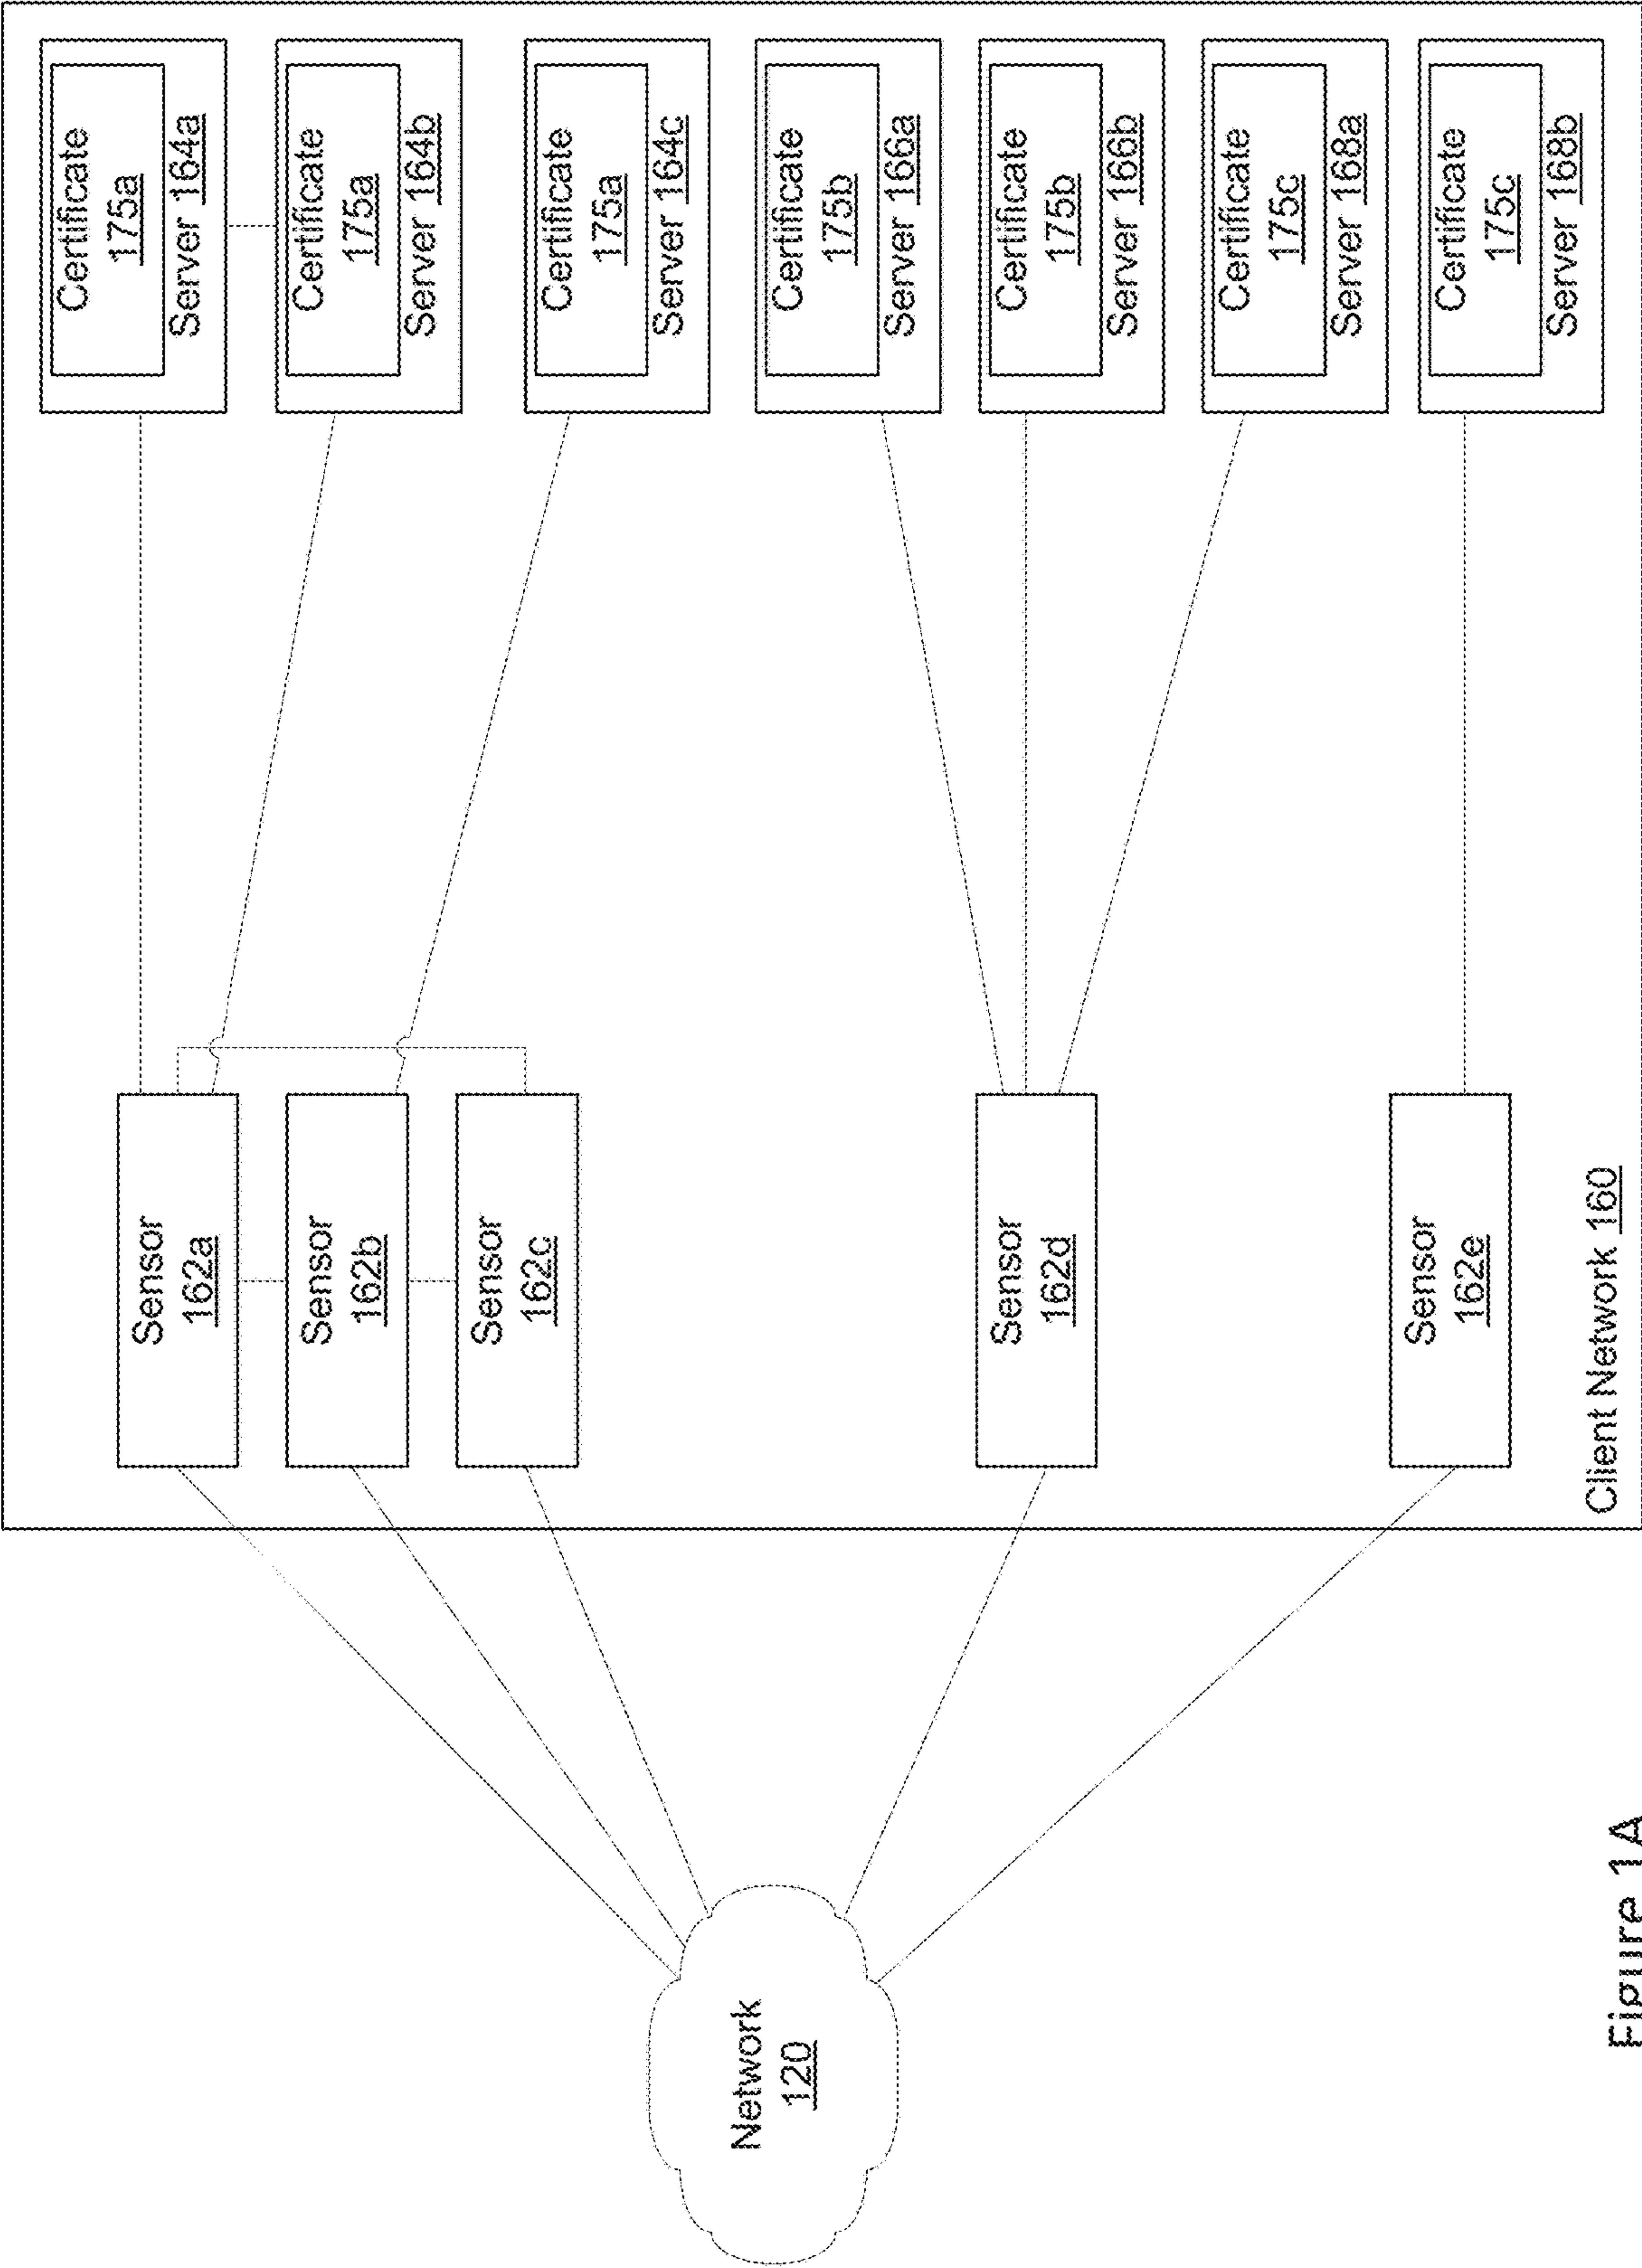 Network
120
Sensor
162a
Sensor
162b
Sensor
162c
Sensor
162d
Sensor
162e
Certificate
175a
Server 164a
Certificate
175a
Server 164b
Certificate
175a
Server 164c
Certificate
175b
Server 166a
Certificate
175b
Server 166b
Certificate
175c
Server 168a
Certificate
175c
Server 168b
Client Network 160
Figure 1A